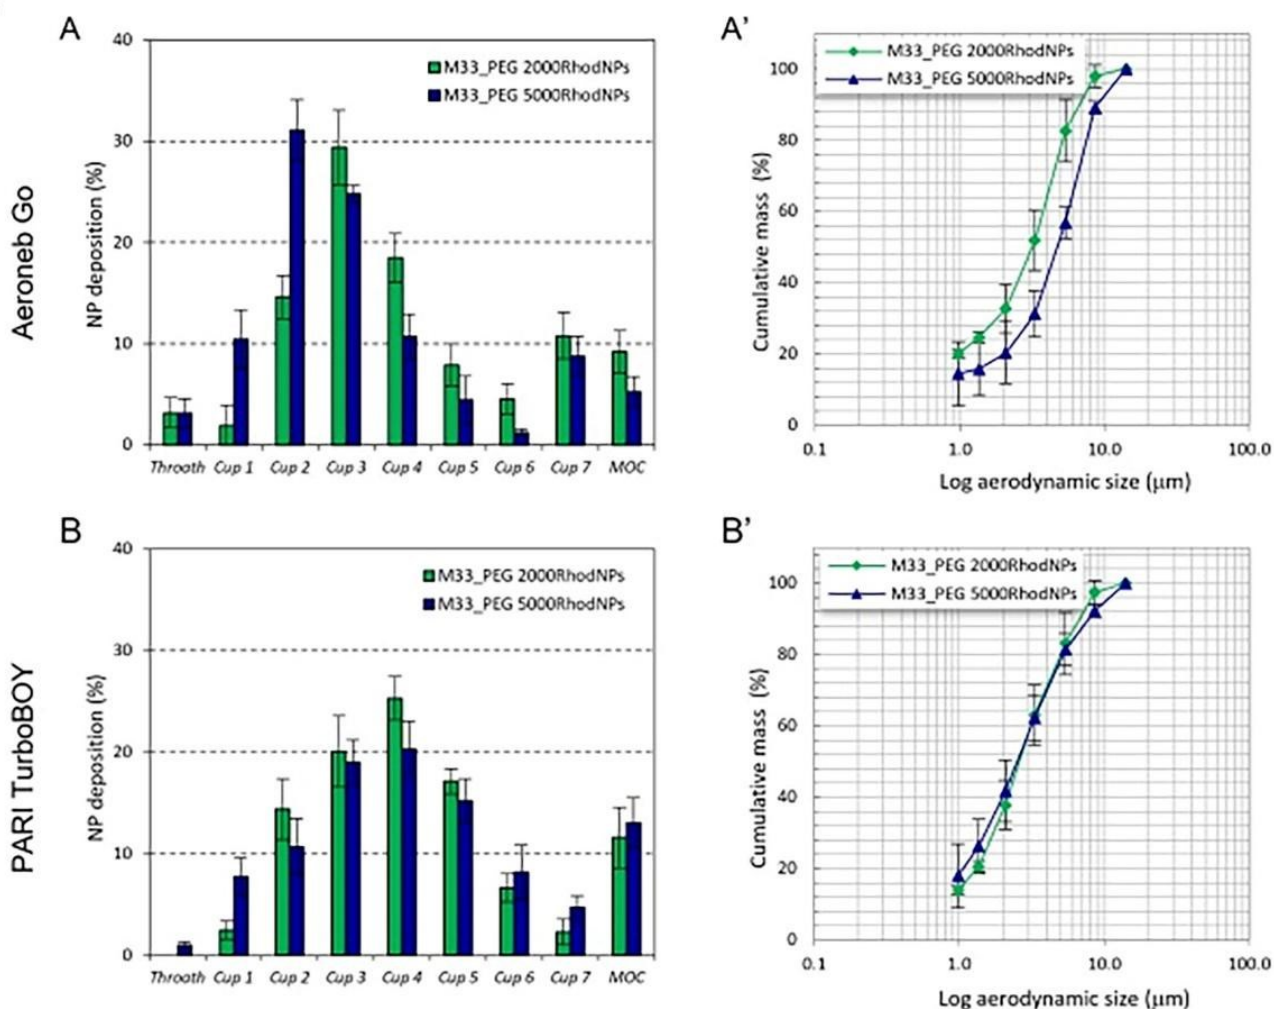 A
Aeroneb Go
NP deposition (%)
40
30
20
10
0
M33_PEG 2000RhodNPs
M33_PEG 5000RhodNPs
Throath Cup 1 Cup 2 Cup 3 Cup 4 Cup 5 Cup 6 Cup 7 MOC
A’
Cumulative mass (%)
100
80
60
40
20
0
M33_PEG 2000RhodNPs
M33_PEG 5000RhodNPs
0.1 1.0 10.0 100.0
Log aerodynamic size (μm)
B
PARI TurboBOY
NP deposition (%)
40
30
20
10
0
M33_PEG 2000RhodNPs
M33_PEG 5000RhodNPs
Throath Cup 1 Cup 2 Cup 3 Cup 4 Cup 5 Cup 6 Cup 7 MOC
B’
Cumulative mass (%)
100
80
60
40
20
0
M33_PEG 2000RhodNPs
M33_PEG 5000RhodNPs
0.1 1.0 10.0 100.0
Log aerodynamic size (μm)